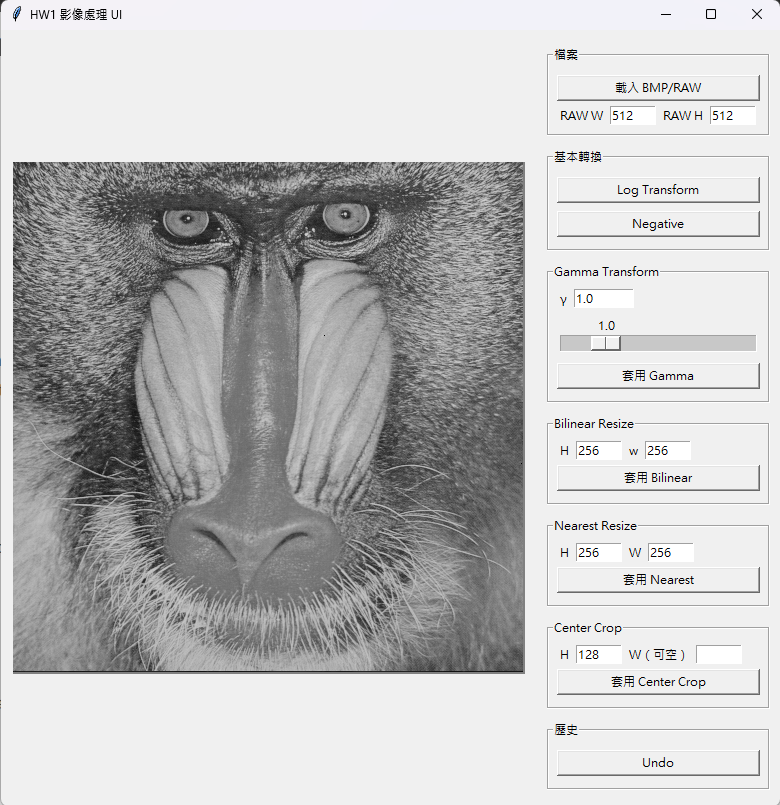 HW1 影像處理 UI
檔案
載入 BMP/RAW
RAW W 512 RAW H 512
基本轉換
Log Transform
Negative
Gamma Transform
γ 1.0
1.0
套用 Gamma
Bilinear Resize
H 256 w 256
套用 Bilinear
Nearest Resize
H 256 W 256
套用 Nearest
Center Crop
H 128 W（可空）
套用 Center Crop
歷史
Undo